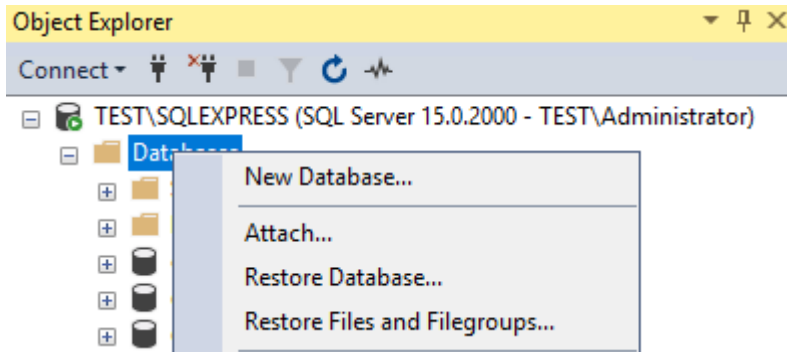 Object Explorer
Connect
TEST\SQLEXPRESS (SQL Server 15.0.2000 - TEST\Administrator)
Databases
New Database...
Attach...
Restore Database...
Restore Files and Filegroups...